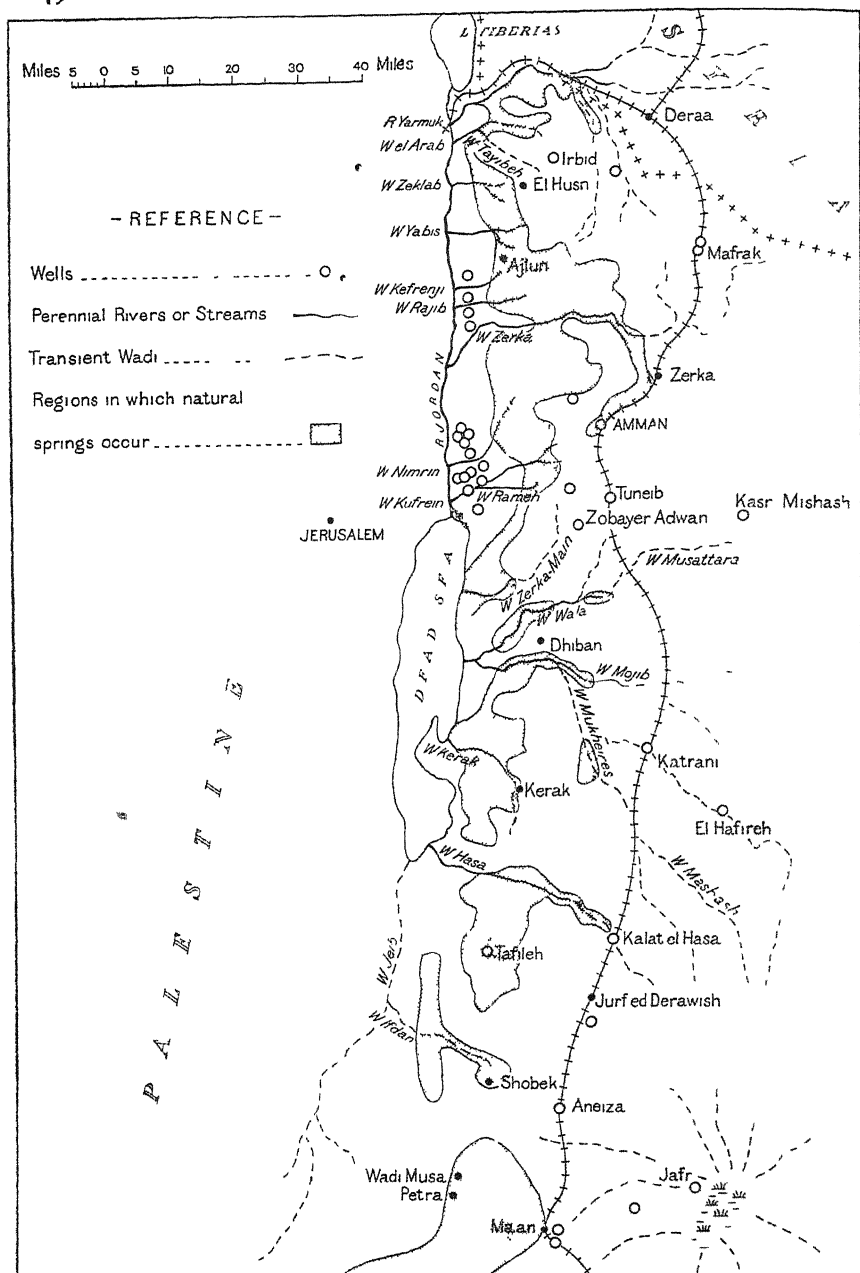 L TIBERIAS
SYRIA
Miles 5 0 5 10 20 30 40 Miles
Deraa
R Yarmuk
W el Arab
W Tayibeh
Irbid
W Zeklab
El Husn
- REFERENCE -
W Yabis
Mafrak
Ajlun
Wells
W Kefrenji
W Rajib
Perennial Rivers or Streams
W Zerka
Transient Wadi
R JORDAN
Zerka
Regions in which natural
springs occur
AMMAN
W Nimrin
W Rameh
W Kufrein
Tuneib
Kasr Mishash
JERUSALEM
Zobayer Adwan
W Musattara
W Zerka-Main
W Wala
DEAD SEA
Dhiban
W Mojib
W Mukheires
PALESTINE
W Kerak
Katrani
Kerak
El Hafireh
W Hasa
W Meshash
Kalat el Hasa
Tafileh
W Jeib
Jurf ed Derawish
W Ifdan
Shobek
Aneiza
Wadi Musa
Petra
Jafr
Maan